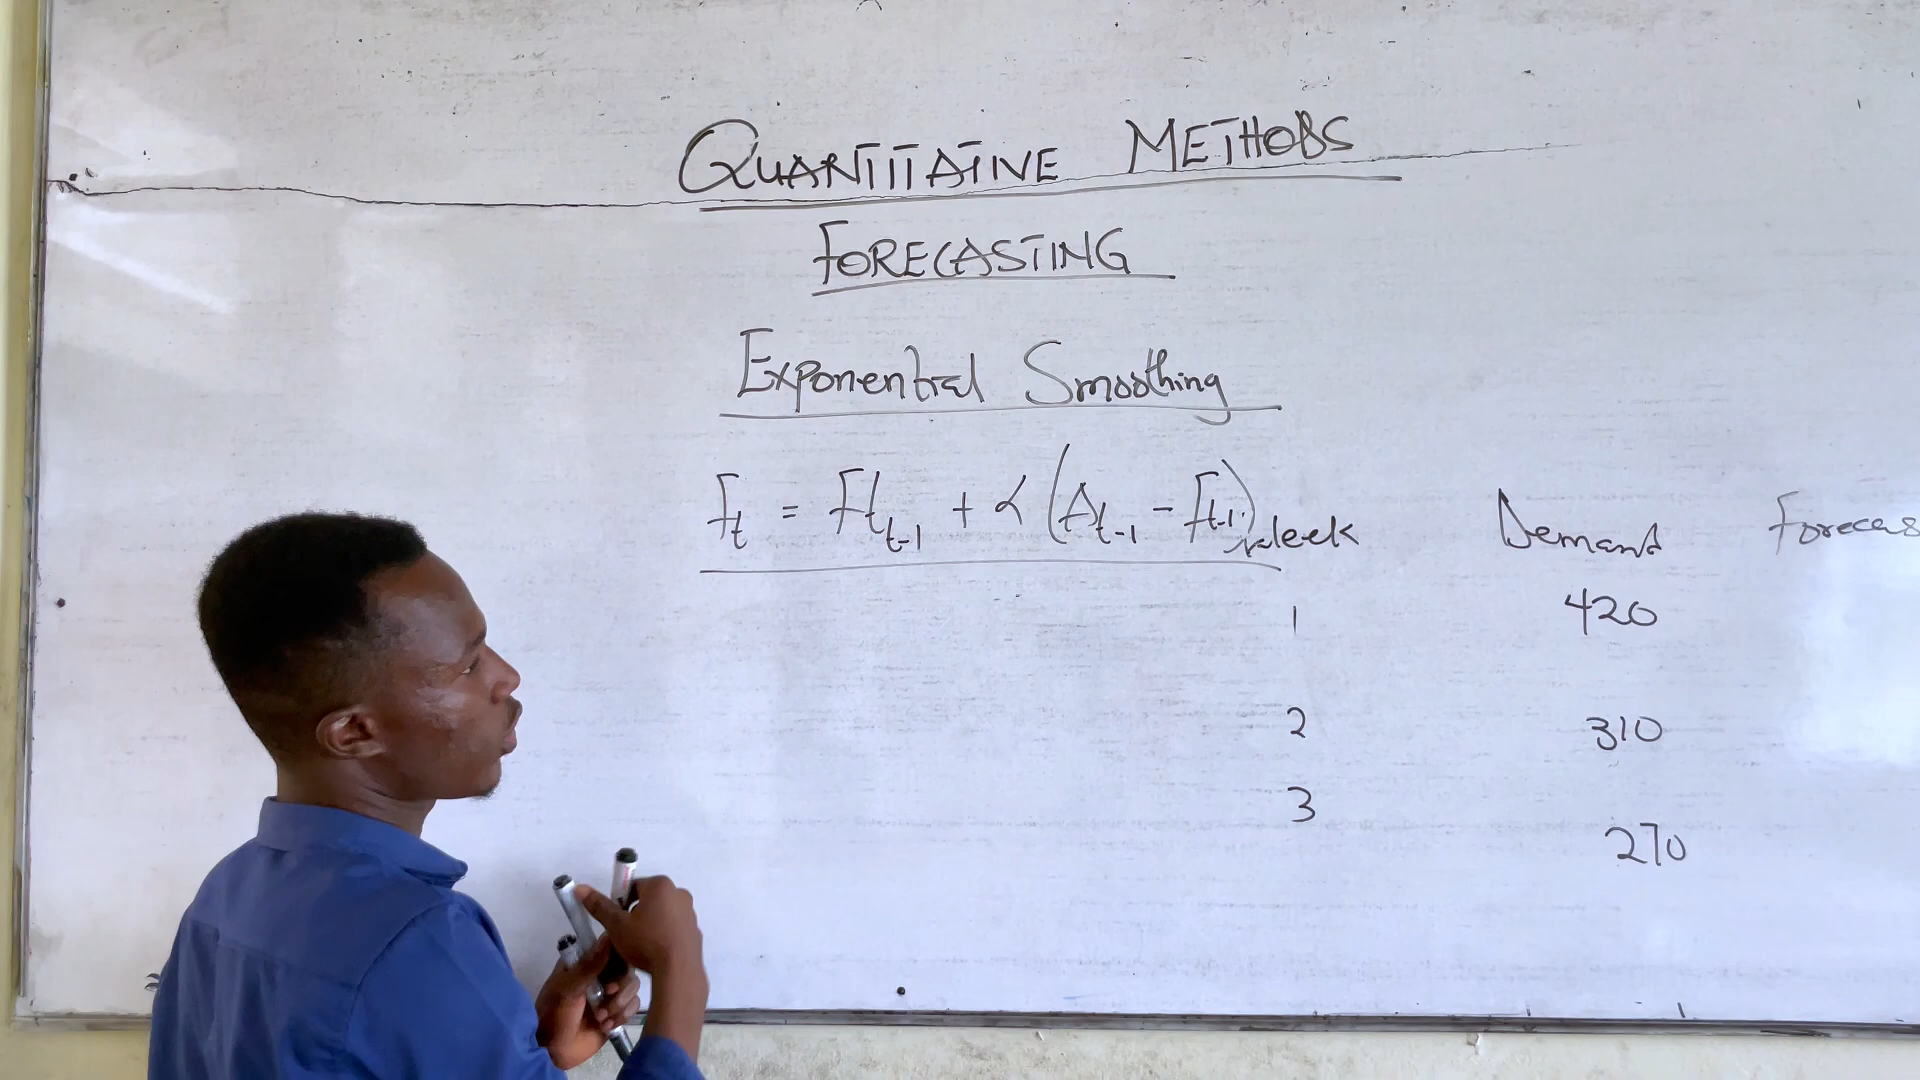 QUANTITATIVE METHODS
FORECASTING
Exponential Smoothing
Ft = Ft t-1 + α (At-1 - Ft-1)
Week Demand Forecas
1 420
2 310
3 270